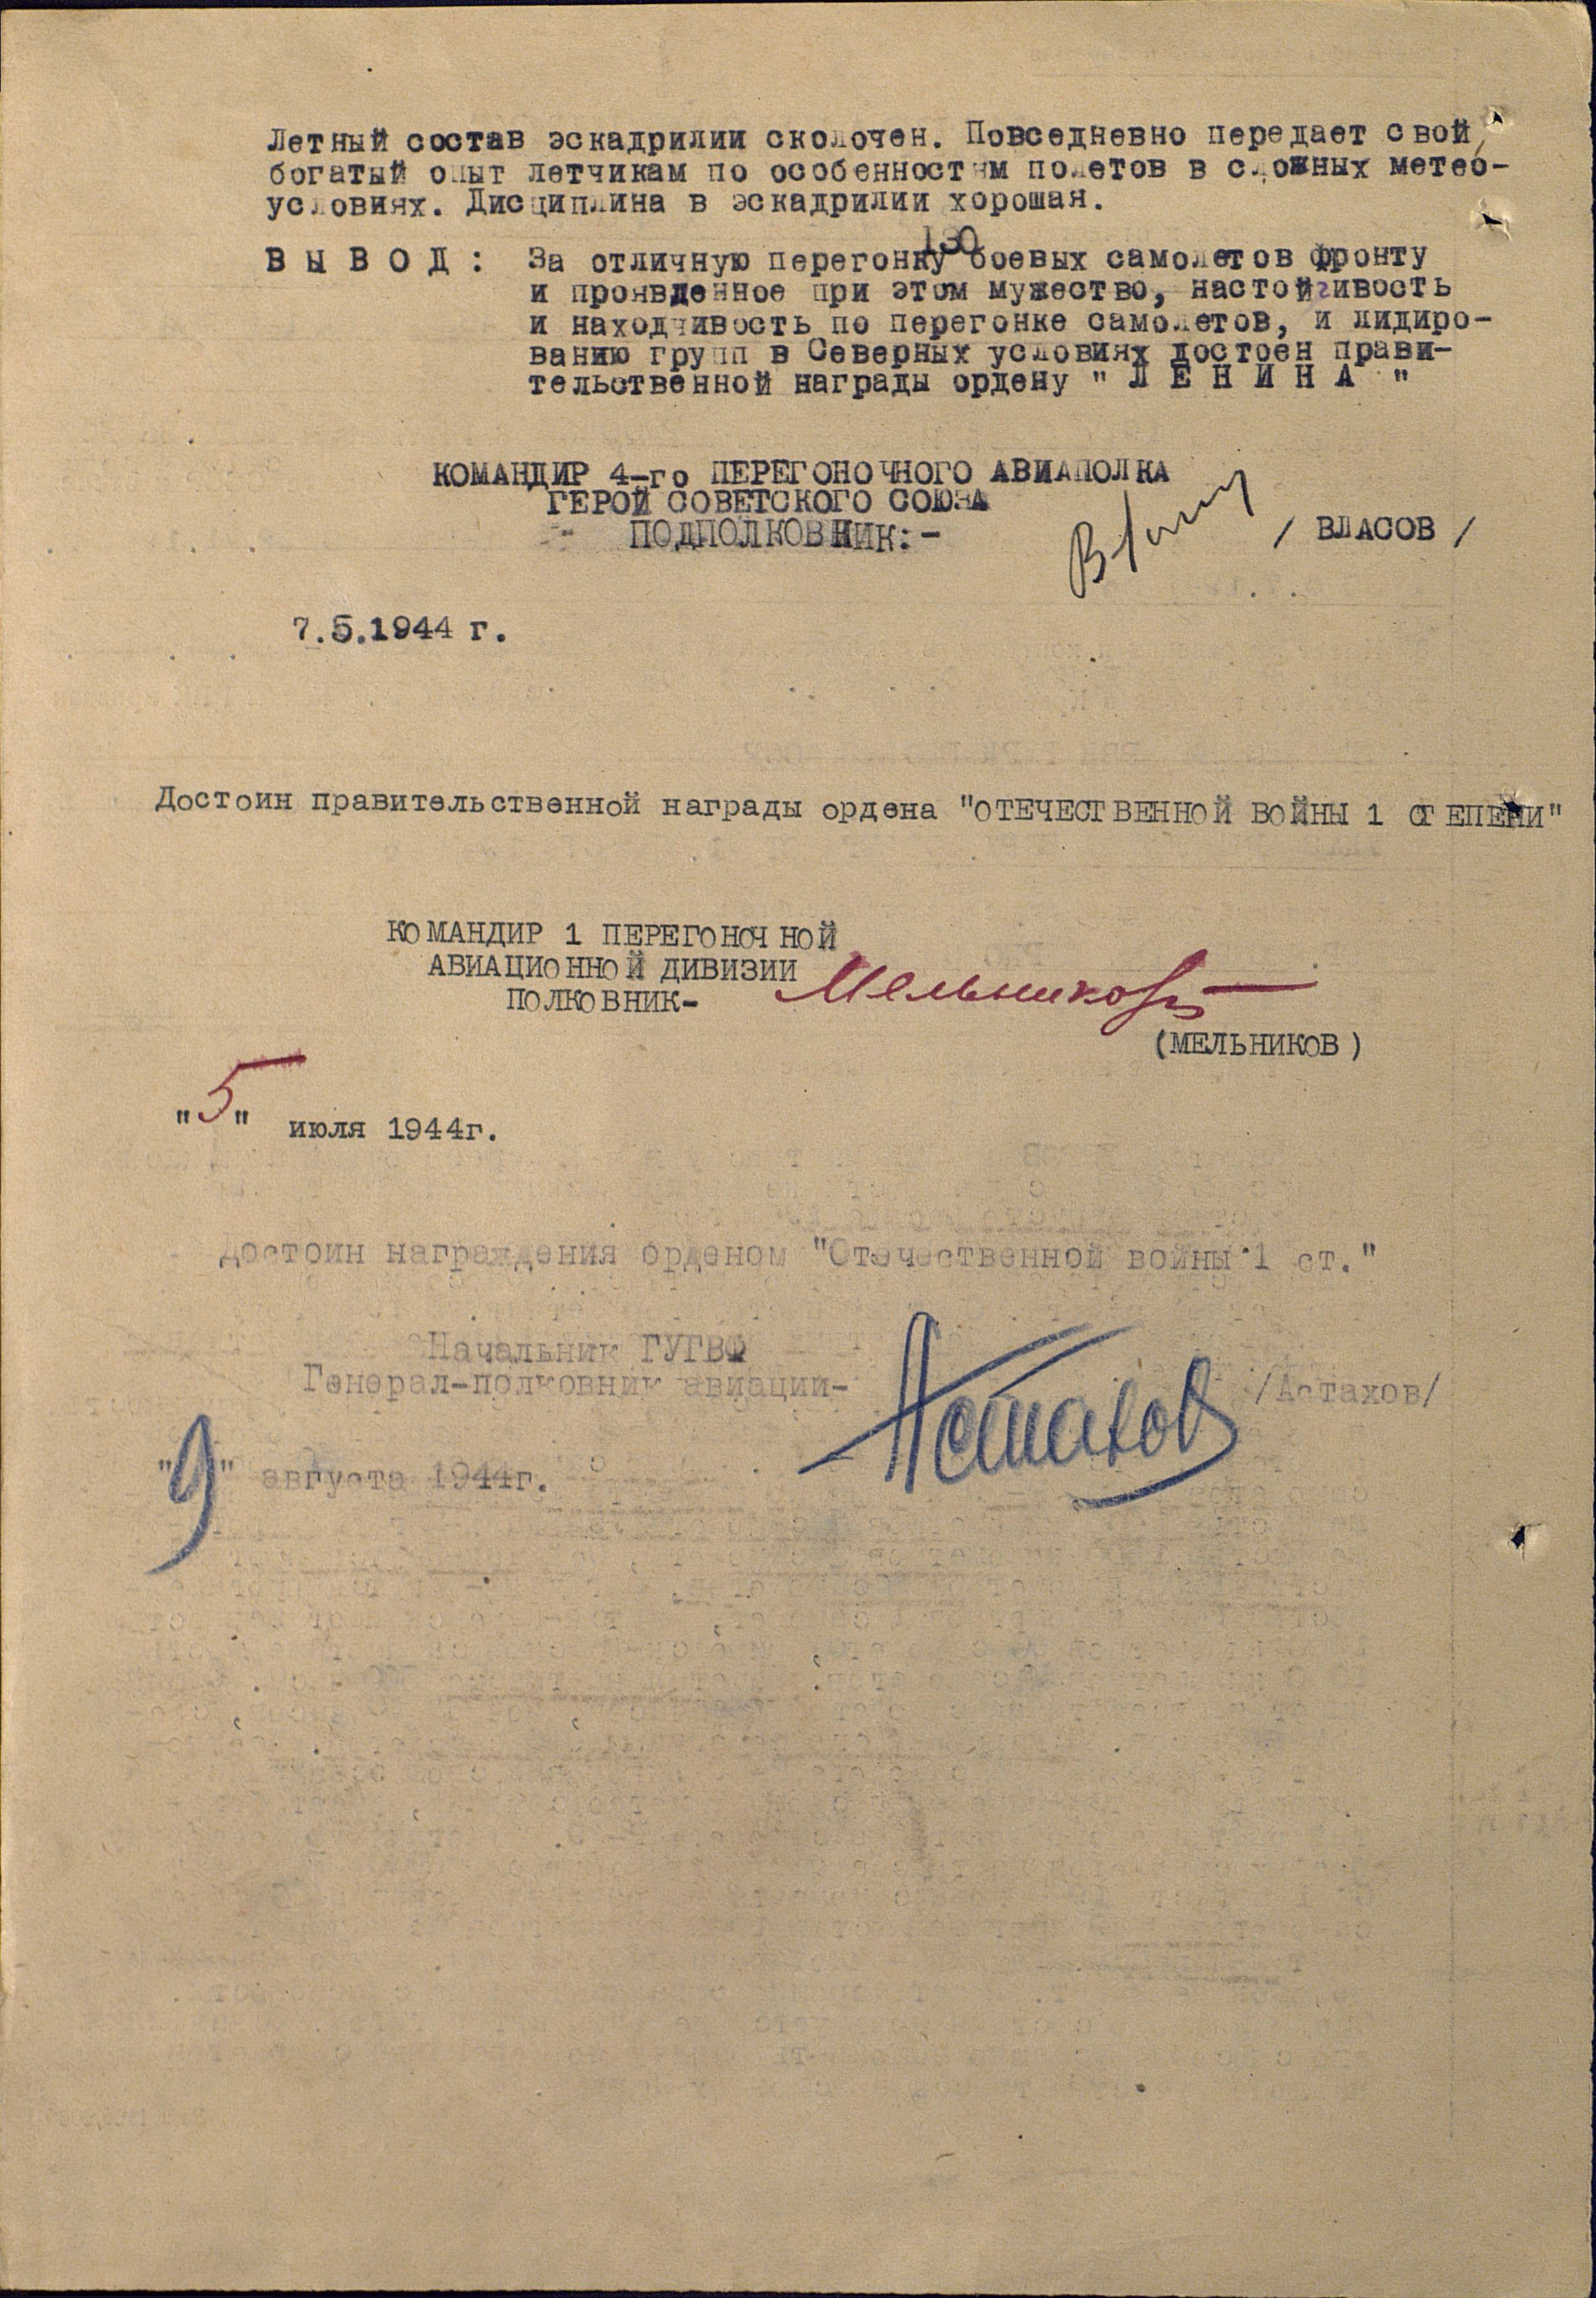 Летный состав эскадрилии сколочен. Повседневно передает свой
богатый опыт летчикам по особенностям полетов в сложных метео-
условиях. Дисциплина в эскадрилии хорошая.
130
ВЫВОД: За отличную перегонку боевых самолетов фронту
и проявденное при этом мужество, настойчивость
и находчивость по перегонке самолетов, и лидиро-
ванию групп в Северных условиях достоен прави-
тельственной награды ордену "ЛЕНИНА"
КОМАНДИР 4-го ПЕРЕГОНОЧНОГО АВИАПОЛКА
ГЕРОЙ СОВЕТСКОГО СОЮЗА
ПОДПОЛКОВНИК:- / ВЛАСОВ /
7.5.1944 г.
Достоин правительственной награды ордена "ОТЕЧЕСТВЕННОЙ ВОЙНЫ 1 СТЕПЕНИ"
КОМАНДИР 1 ПЕРЕГОНОЧНОЙ
АВИАЦИОННОЙ ДИВИЗИИ
ПОЛКОВНИК- Мельников
(МЕЛЬНИКОВ)
"5" июля 1944г.
Достоин награждения орденом "Отечественной войны 1 ст."
Начальник ГУГВФ
Генерал-полковник авиации- Астахов /Астахов/
"9" августа 1944г.